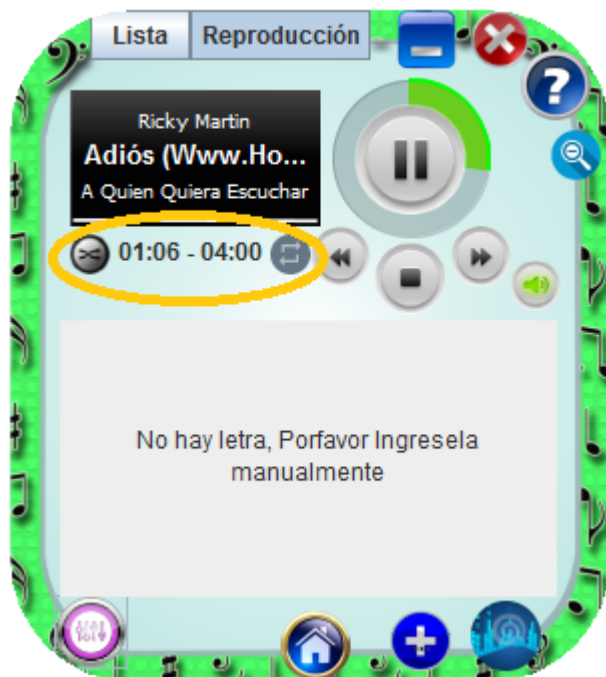 Lista
Reproducción
?
Ricky Martin
Adiós (Www.Ho...
A Quien Quiera Escuchar
01:06 - 04:00
No hay letra, Porfavor Ingresela
manualmente